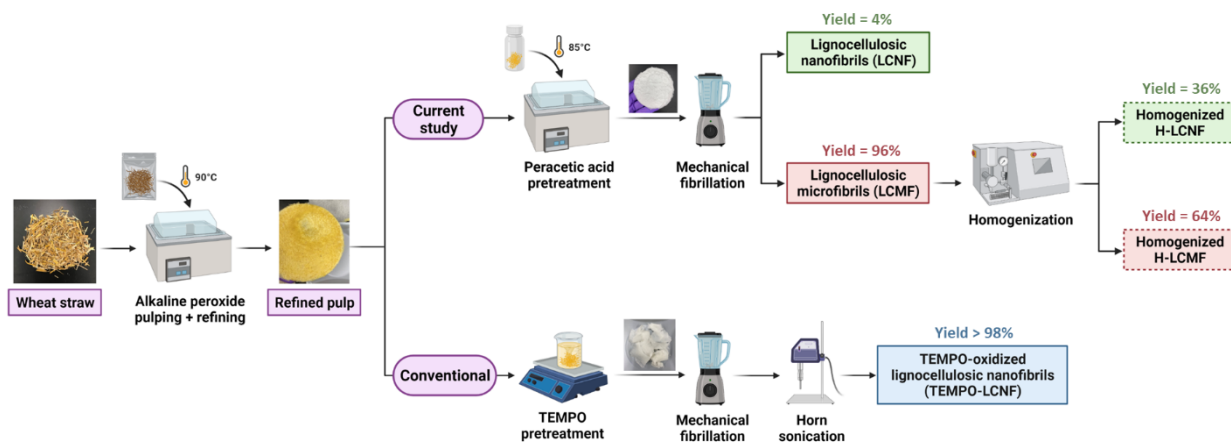 Wheat straw
90°C
Alkaline peroxide
pulping + refining
Refined pulp
Current
study
85°C
Peracetic acid
pretreatment
Mechanical
fibrillation
Yield = 4%
Lignocellulosic
nanofibrils (LCNF)
Yield = 96%
Lignocellulosic
microfibrils (LCMF)
Homogenization
Yield = 36%
Homogenized
H-LCNF
Yield = 64%
Homogenized
H-LCMF
Conventional
TEMPO
pretreatment
Mechanical
fibrillation
Horn
sonication
Yield > 98%
TEMPO-oxidized
lignocellulosic nanofibrils
(TEMPO-LCNF)